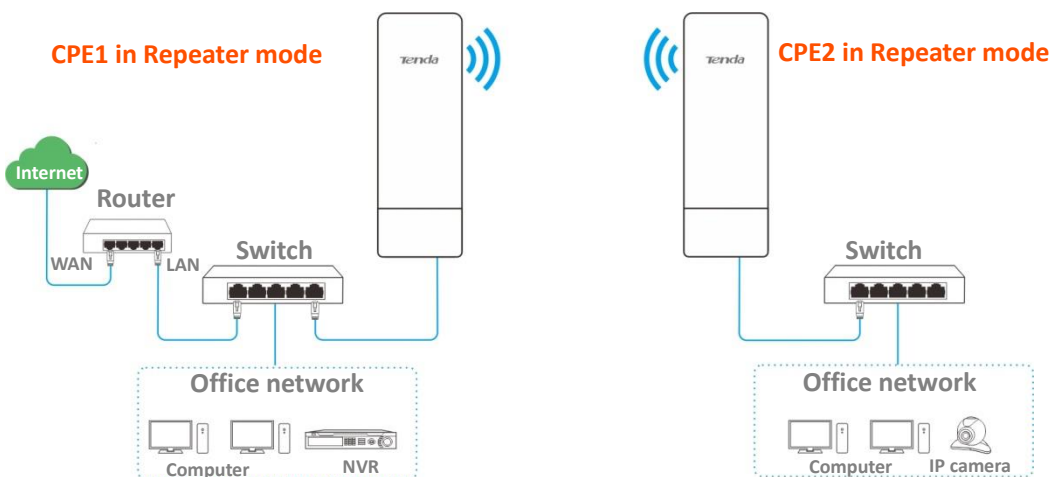 CPE1 in Repeater mode
Tenda
Tenda
CPE2 in Repeater mode
Internet
Router
WAN
LAN
Switch
Switch
Office network
Office network
Computer
NVR
Computer
IP camera